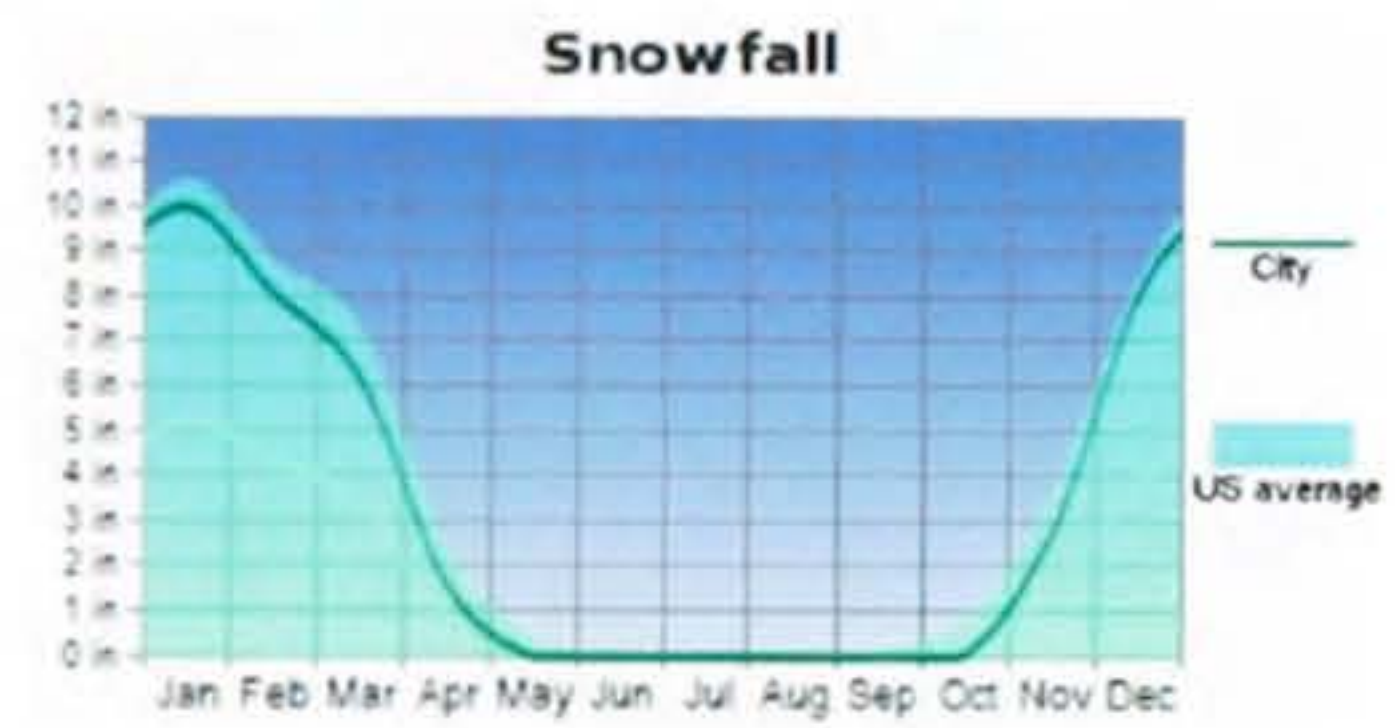 Snowfall
12 in
11 in
10 in
9 in
8 in
7 in
6 in
5 in
4 in
3 in
2 in
1 in
0 in
Jan Feb Mar Apr May Jun Jul Aug Sep Oct Nov Dec
City
US average